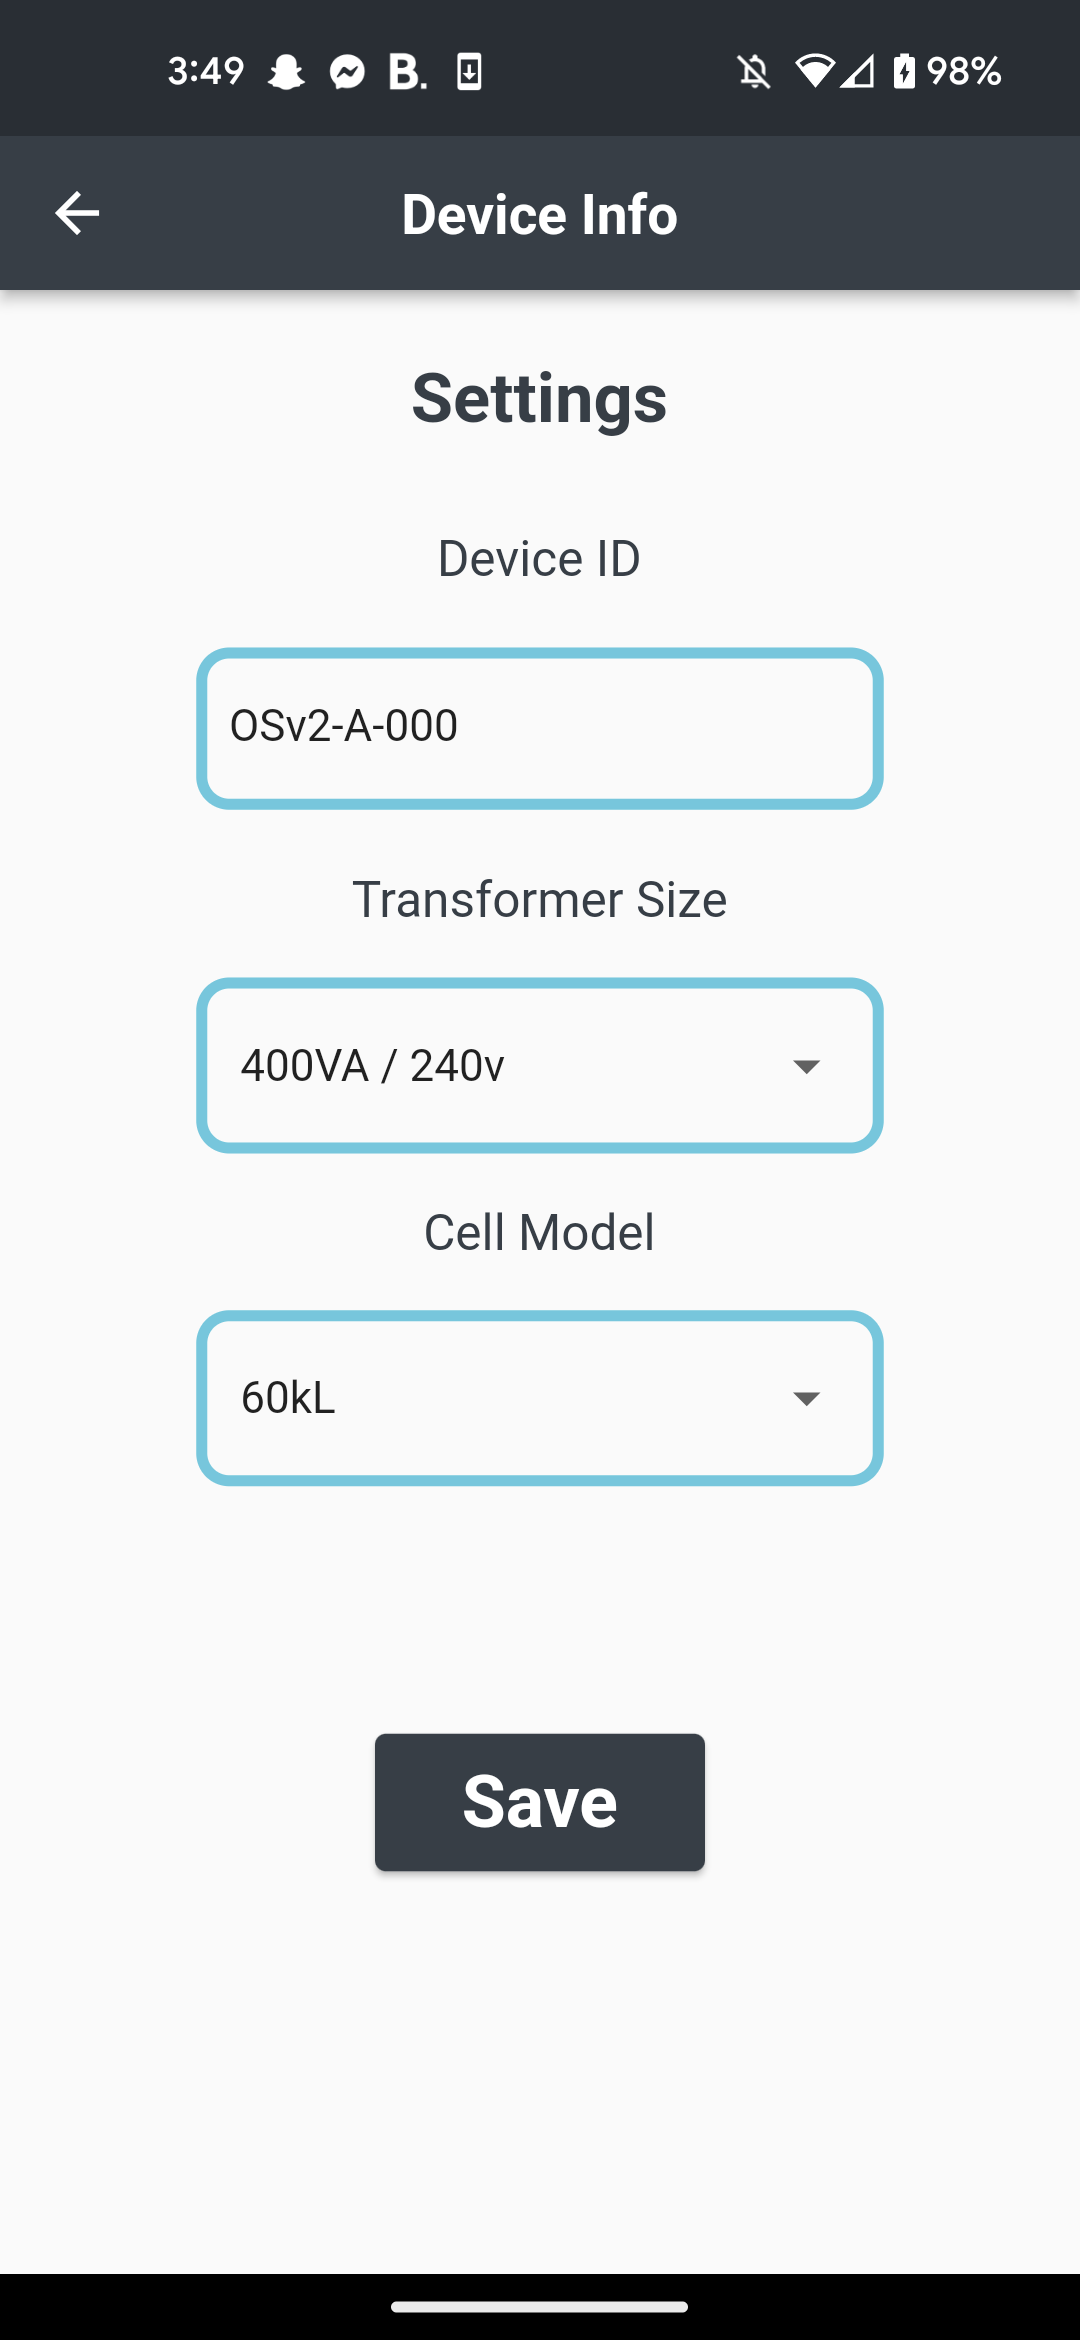 3:49 B. 98%
Device Info
Settings
Device ID
OSv2-A-000
Transformer Size
400VA / 240v
Cell Model
60kL
Save